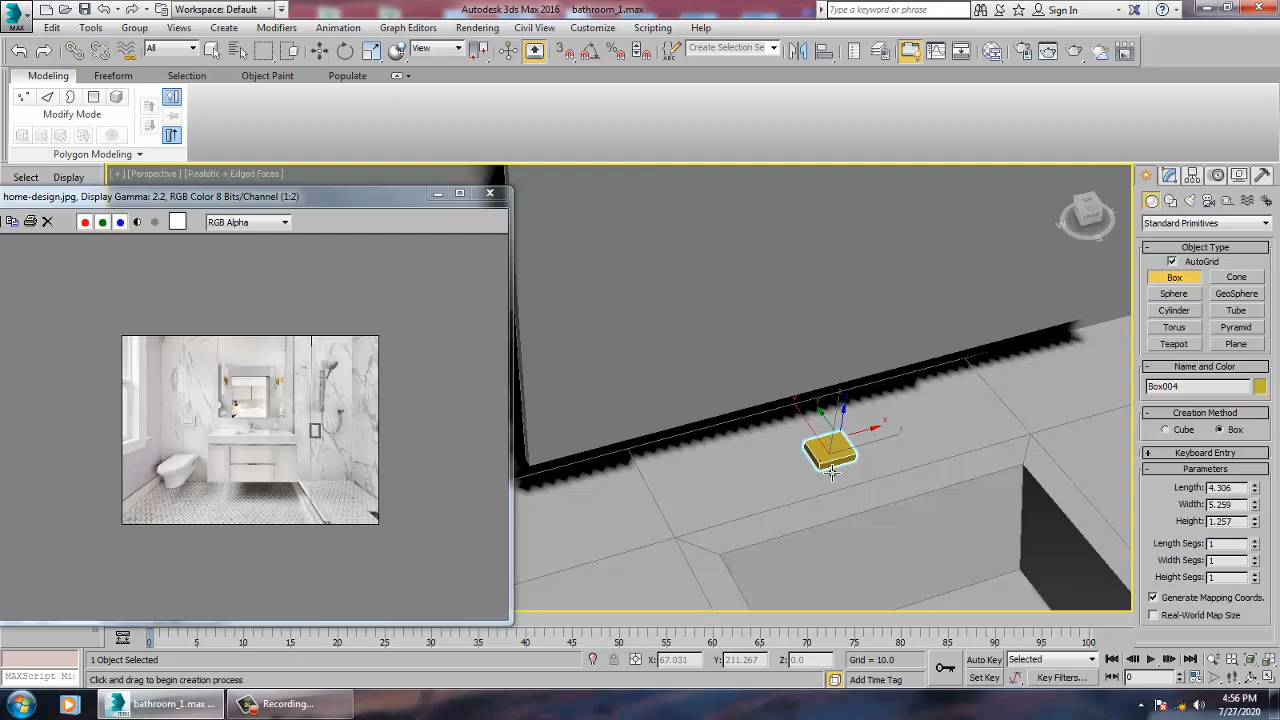 MAX
Workspace: Default
Autodesk 3ds Max 2016 bathroom_1.max
Type a keyword or phrase
Sign In
Edit Tools Group Views Create Modifiers Animation Graph Editors Rendering Civil View Customize Scripting Help
All
View
Create Selection Se
Modeling Freeform Selection Object Paint Populate
Modify Mode
Polygon Modeling
Select Display
[ + ] [Perspective ] [Realistic + Edged Faces ]
home-design.jpg, Display Gamma: 2.2, RGB Color 8 Bits/Channel (1:2)
RGB Alpha
Standard Primitives
Object Type
AutoGrid
Box Cone
Sphere GeoSphere
Cylinder Tube
Torus Pyramid
Teapot Plane
Name and Color
Box004
Creation Method
Cube Box
Keyboard Entry
Parameters
Length: 4.306
Width: 5.259
Height: 1.257
Length Segs: 1
Width Segs: 1
Height Segs: 1
Generate Mapping Coords.
Real-World Map Size
0 5 10 15 20 25 30 35 40 45 50 55 60 65 70 75 80 85 90 95 100
1 Object Selected
X: 67.031 Y: 211.267 Z: 0.0 Grid = 10.0
Auto Key Selected
MAXScript Mi
Click and drag to begin creation process
Add Time Tag
Set Key Key Filters...
0
bathroom_1.max ...
Recording...
4:56 PM
7/27/2020